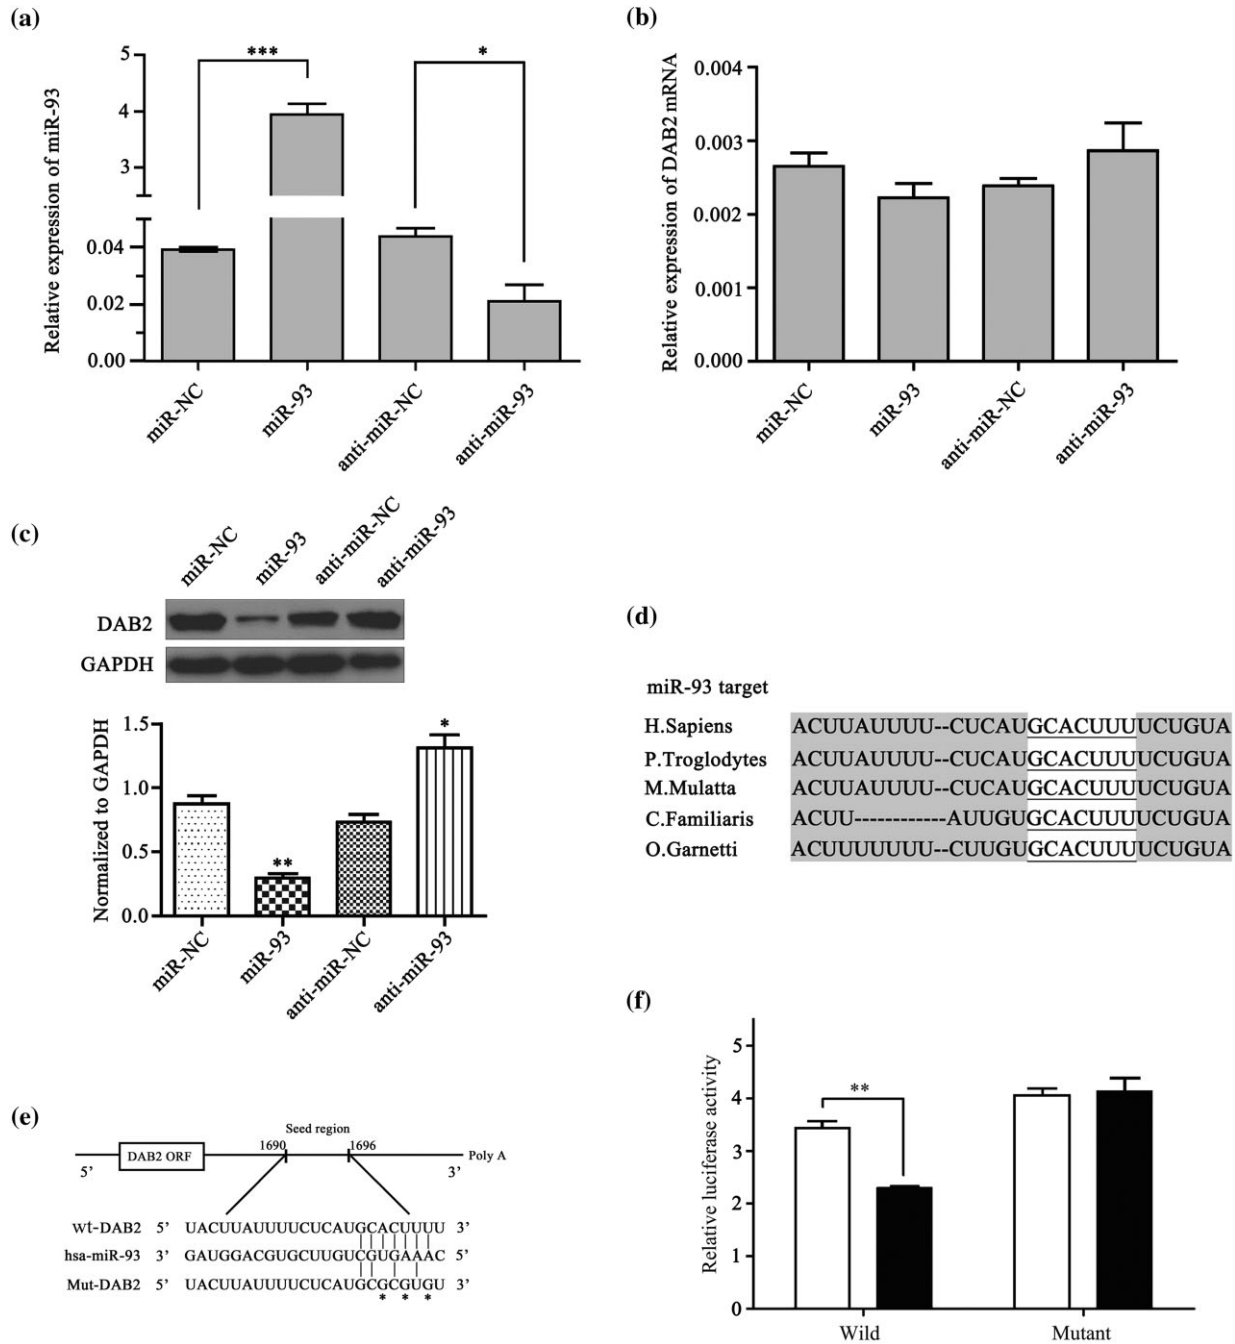 (a)
Relative expression of miR-93
5
4
3
0.04
0.02
0.00
***
*
miR-NC
miR-93
anti-miR-NC
anti-miR-93
(b)
Relative expression of DAB2 mRNA
0.004
0.003
0.002
0.001
0.000
miR-NC
miR-93
anti-miR-NC
anti-miR-93
(c)
miR-NC
miR-93
anti-miR-NC
anti-miR-93
DAB2
GAPDH
Normalized to GAPDH
1.5
1.0
0.5
0.0
**
*
miR-NC
miR-93
anti-miR-NC
anti-miR-93
(d)
miR-93 target
H.Sapiens ACUUAUUUU--CUCAUGCACUUUUCUGUA
P.Troglodytes ACUUAUUUU--CUCAUGCACUUUUCUGUA
M.Mulatta ACUUAUUUU--CUCAUGCACUUUUCUGUA
C.Familiaris ACUU------------AUUGUGCACUUUUCUGUA
O.Garnetti ACUUUUUUU--CUUGUGCACUUUUCUGUA
(e)
Seed region
1690 1696
DAB2 ORF
Poly A
5’ 3’
wt-DAB2 5’ UACUUAUUUUCUCAUGCACUUUU 3’
hsa-miR-93 3’ GAUGGACGUGCUUGUCGUGAAAC 5’
Mut-DAB2 5’ UACUUAUUUUCUCAUGCGCGUGU 3’
* * *
(f)
Relative luciferase activity
5
4
3
2
1
0
**
Wild
Mutant